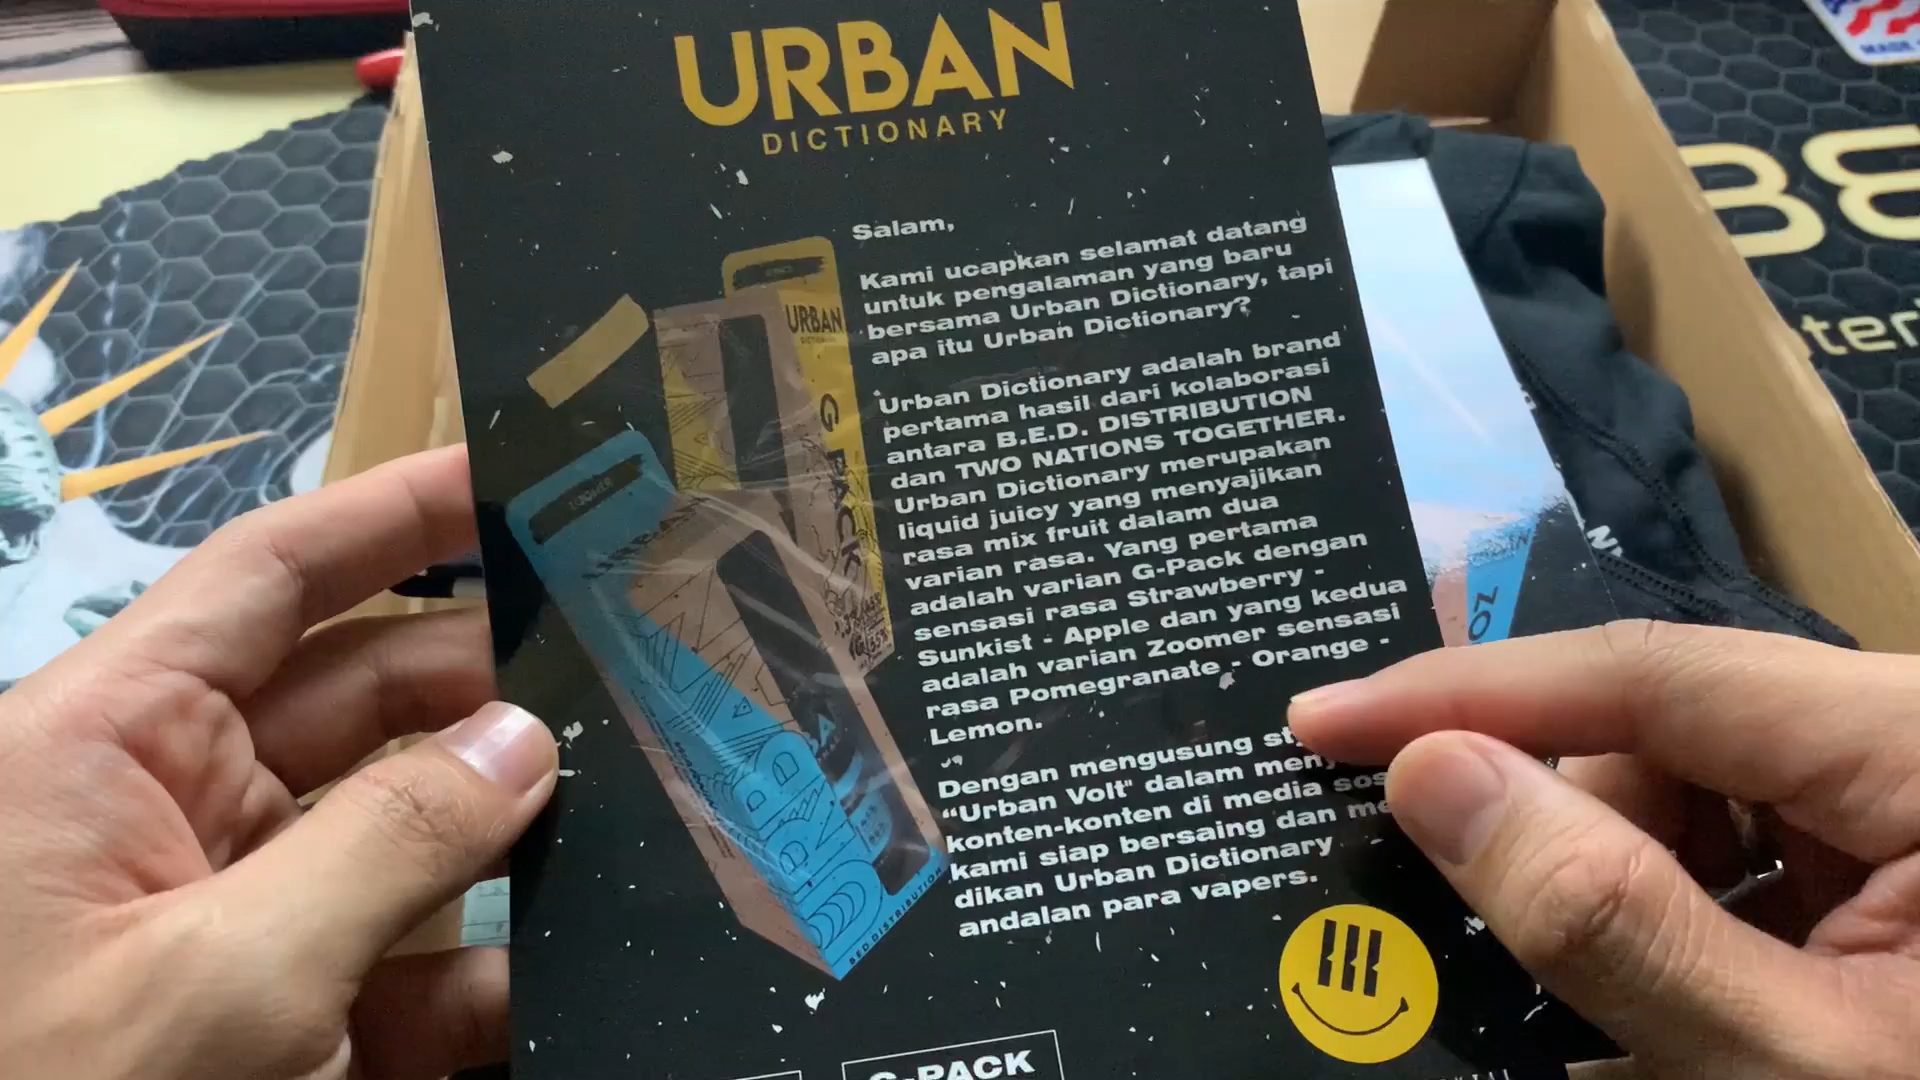 URBAN
DICTIONARY
Salam,
Kami ucapkan selamat datang
untuk pengalaman yang baru
bersama Urban Dictionary, tapi
apa itu Urban Dictionary?
Urban Dictionary adalah brand
pertama hasil dari kolaborasi
antara B.E.D. DISTRIBUTION
dan TWO NATIONS TOGETHER.
Urban Dictionary merupakan
liquid juicy yang menyajikan
rasa mix fruit dalam dua
varian rasa. Yang pertama
adalah varian G-Pack dengan
sensasi rasa Strawberry -
Sunkist - Apple dan yang kedua
adalah varian Zoomer sensasi
rasa Pomegranate - Orange -
Lemon.
Dengan mengusung
"Urban Volt" dalam
konten-konten di media
kami siap bersaing dan
dikan Urban Dictionary
andalan para vapers.
URBAN
G-PACK
ZOOMER
BED DISTRIBUTION
G-PACK
MADE